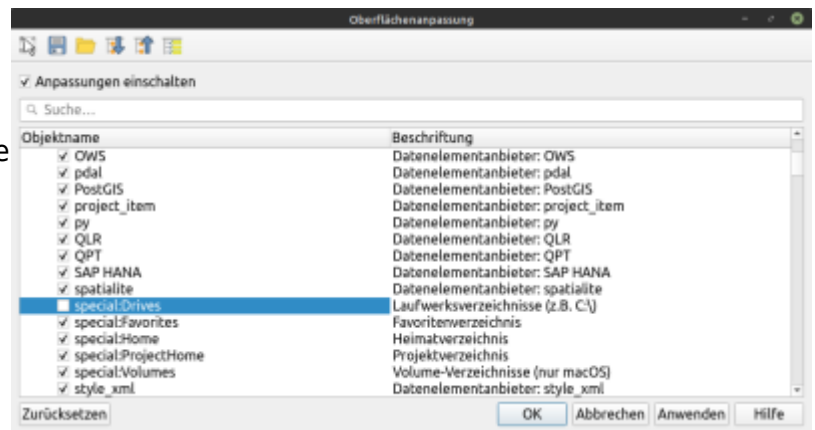 Oberflächenanpassung
Anpassungen einschalten
Suche...
Objektname Beschriftung
e
OWS Datenelementanbieter: OWS
pdal Datenelementanbieter: pdal
PostGIS Datenelementanbieter: PostGIS
project_item Datenelementanbieter: project_item
py Datenelementanbieter: py
QLR Datenelementanbieter: QLR
QPT Datenelementanbieter: QPT
SAP HANA Datenelementanbieter: SAP HANA
spatialite Datenelementanbieter: spatialite
special:Drives Laufwerksverzeichnisse (z.B. C:\)
special:Favorites Favoritenverzeichnis
special:Home Heimatverzeichnis
special:ProjectHome Projektverzeichnis
special:Volumes Volume-Verzeichnisse (nur macOS)
style_xml Datenelementanbieter: style_xml
Zurücksetzen OK Abbrechen Anwenden Hilfe